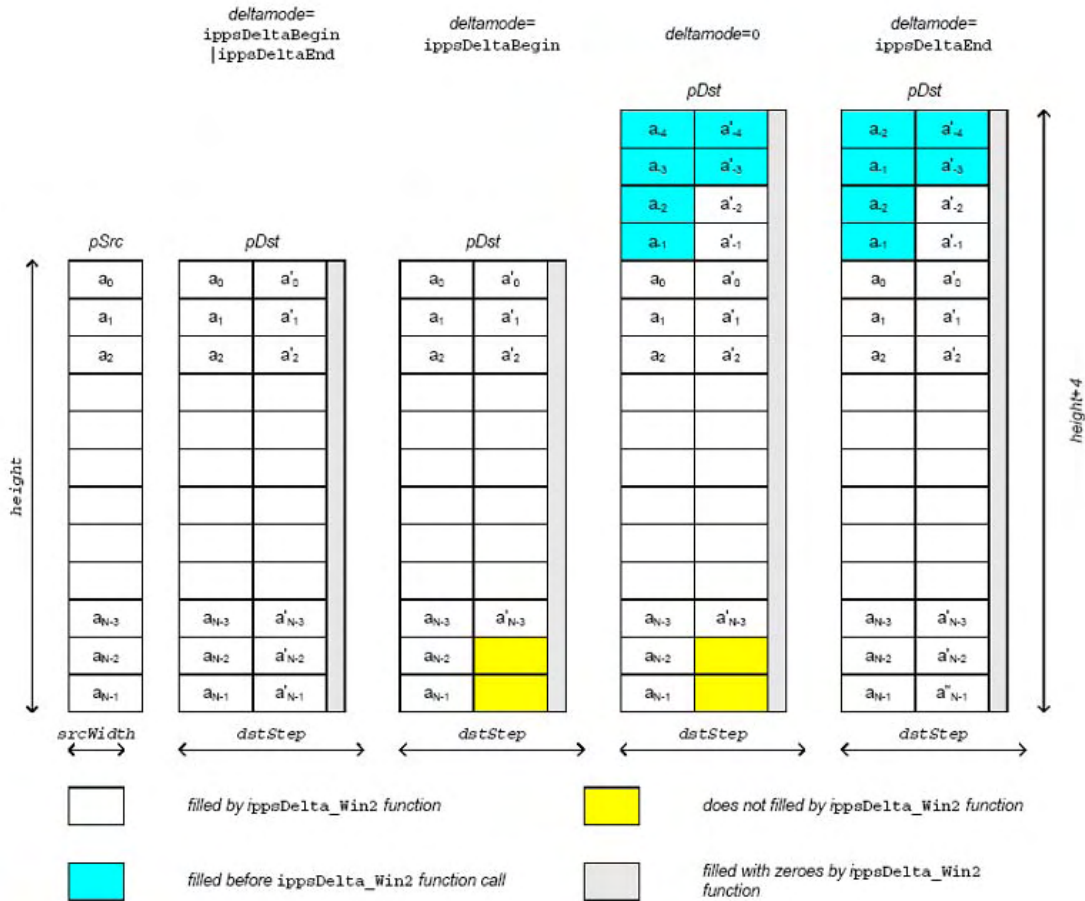 deltamode=
ippsDeltaBegin
|ippsDeltaEnd
deltamode=
ippsDeltaBegin
deltamode=0
deltamode=
ippsDeltaEnd
pDst pDst
a-4 a'-4 a-2 a'-4
a-3 a'-3 a-1 a'-3
a-2 a'-2 a-2 a'-2
a-1 a'-1 a-1 a'-1
pSrc pDst pDst
a0 a0 a'0 a0 a'0 a0 a'0 a0 a'0
a1 a1 a'1 a1 a'1 a1 a'1 a1 a'1
a2 a2 a'2 a2 a'2 a2 a'2 a2 a'2
height
height+4
aN-3 aN-3 a'N-3 aN-3 a'N-3 aN-3 a'N-3 aN-3 a'N-3
aN-2 aN-2 a'N-2 aN-2 aN-2 aN-2 a'N-2
aN-1 aN-1 a'N-1 aN-1 aN-1 aN-1 a"N-1
srcWidth dstStep dstStep dstStep dstStep
filled by ippsDelta_Win2 function
does not filled by ippsDelta_Win2 function
filled before ippsDelta_Win2 function call
filled with zeroes by ippsDelta_Win2
function